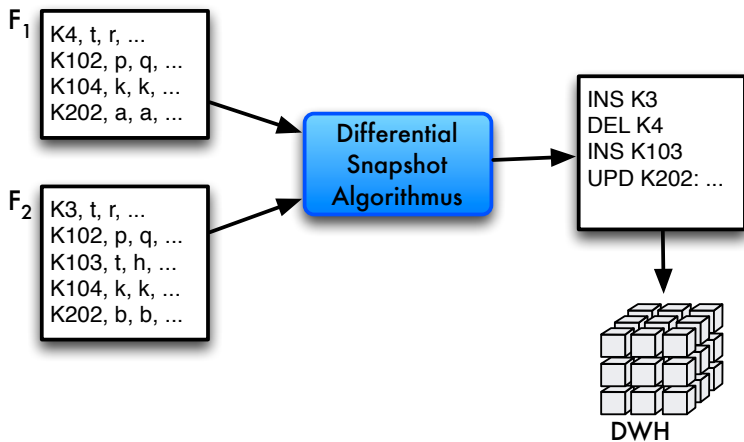 F1
K4, t, r, ...
K102, p, q, ...
K104, k, k, ...
K202, a, a, ...
F2
K3, t, r, ...
K102, p, q, ...
K103, t, h, ...
K104, k, k, ...
K202, b, b, ...
Differential
Snapshot
Algorithmus
INS K3
DEL K4
INS K103
UPD K202: ...
DWH